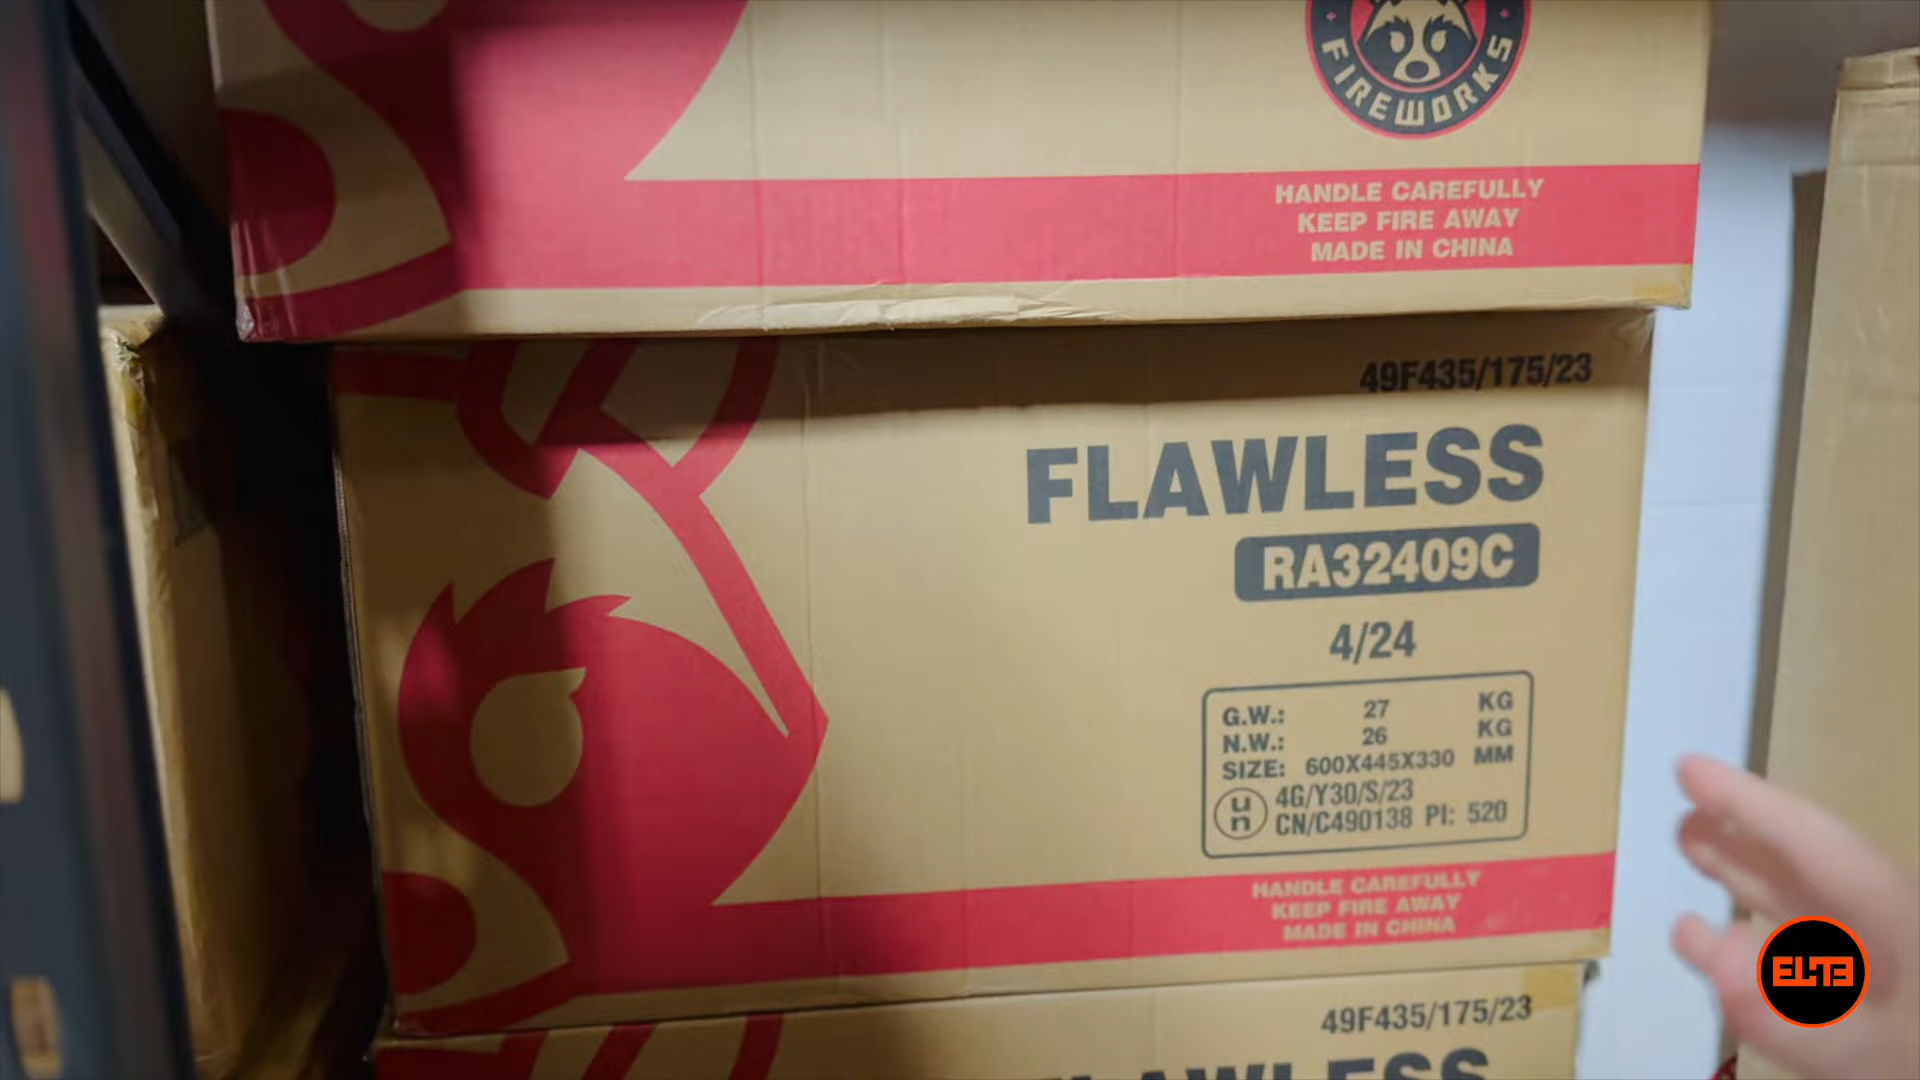 FIREWORKS
HANDLE CAREFULLY
KEEP FIRE AWAY
MADE IN CHINA
49F435/175/23
FLAWLESS
RA32409C
4/24
G.W.: 27 KG
N.W.: 26 KG
SIZE: 600X445X330 MM
un 4G/Y30/S/23
CN/C490138 PI: 520
HANDLE CAREFULLY
KEEP FIRE AWAY
MADE IN CHINA
ELITE
49F435/175/23
FLAWLESS